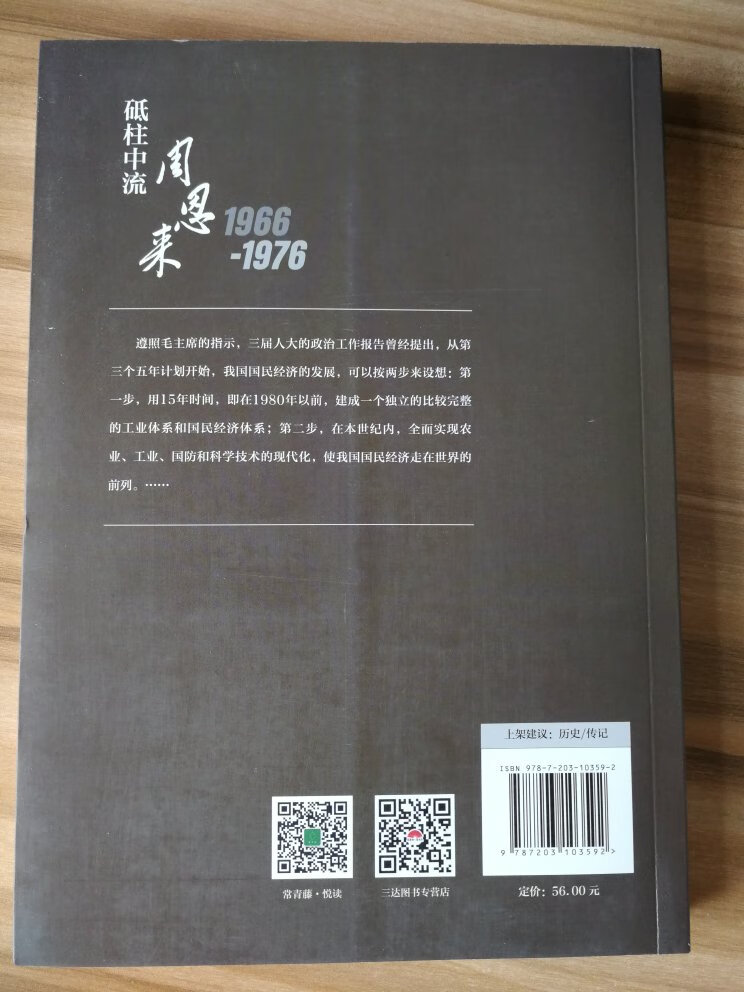 砥柱中流
周恩来
1966
-1976
遵照毛主席的指示，三届人大的政治工作报告曾经提出，从第
三个五年计划开始，我国国民经济的发展，可以按两步来设想：第
一步，用15年时间，即在1980年以前，建成一个独立的比较完整
的工业体系和国民经济体系；第二步，在本世纪内，全面实现农
业、工业、国防和科学技术的现代化，使我国国民经济走在世界的
前列。……
上架建议：历史/传记
ISBN 978-7-203-10359-2
9 787203 103592 >
常青藤·悦读
三达图书专营店
定价：56.00 元